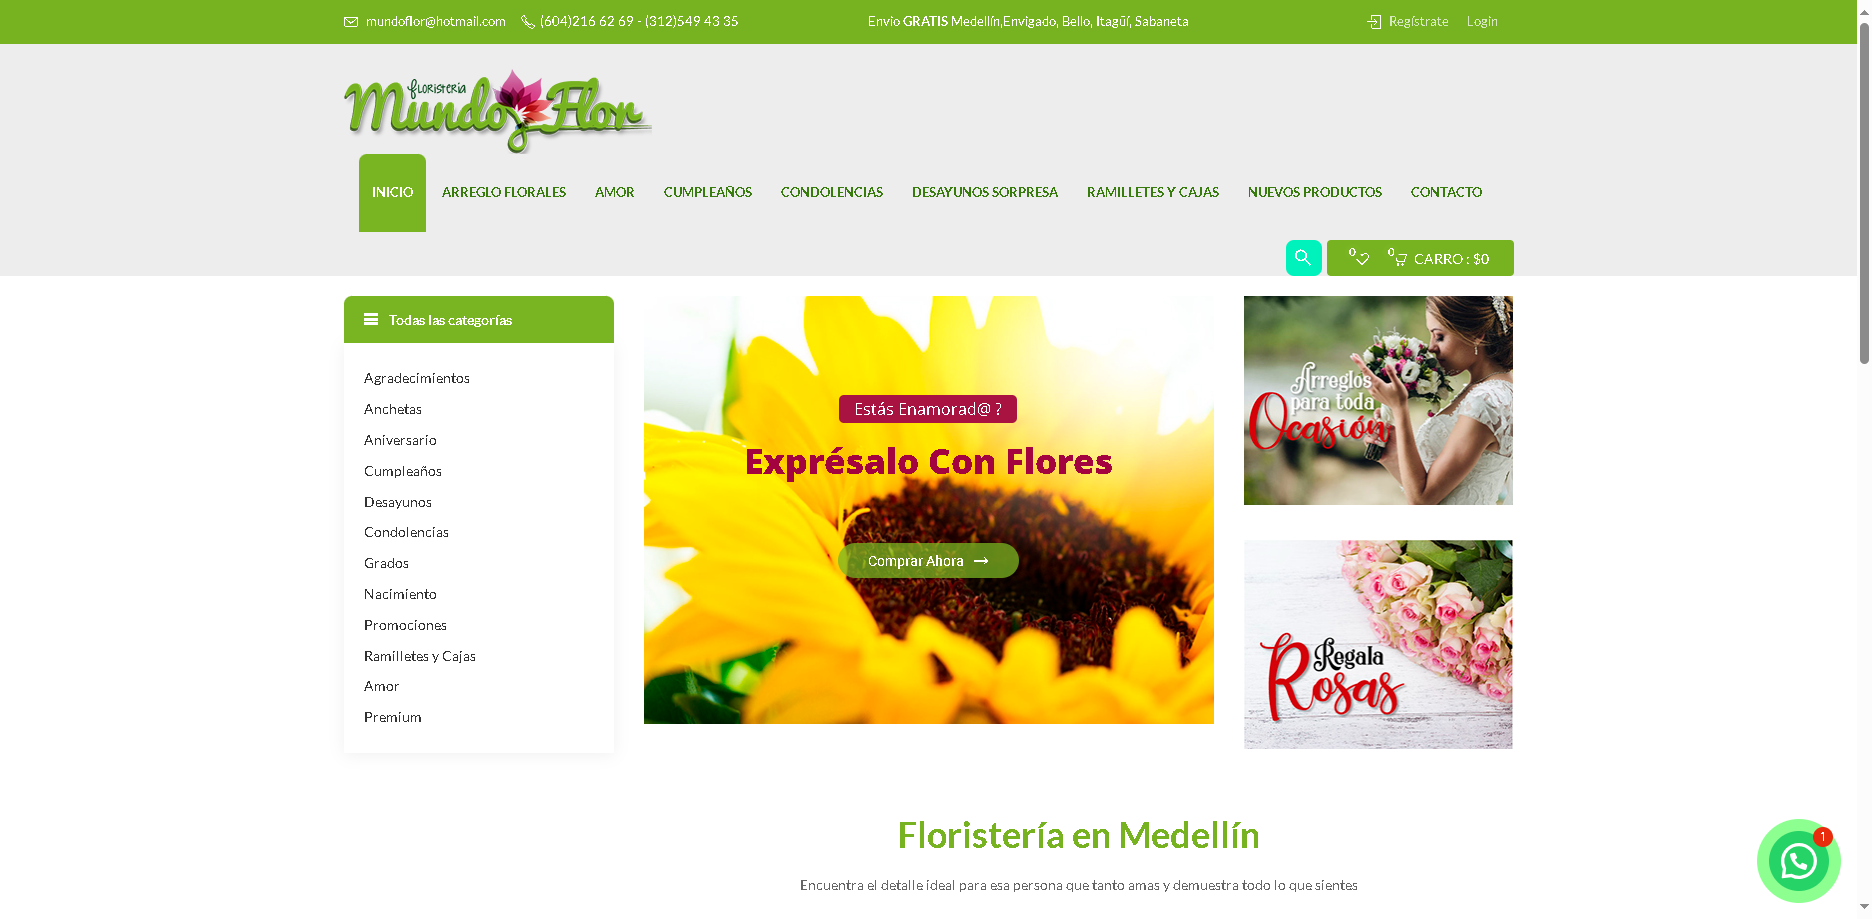 mundoflor@hotmail.com
(604)216 62 69 - (312)549 43 35
Envio GRATIS Medellín,Envigado, Bello, Itagüí, Sabaneta
Regístrate
Login
FLORISTERÍA
Mundo Flor
INICIO
ARREGLO FLORALES
AMOR
CUMPLEAÑOS
CONDOLENCIAS
DESAYUNOS SORPRESA
RAMILLETES Y CAJAS
NUEVOS PRODUCTOS
CONTACTO
0
0
CARRO : $0
Todas las categorías
Agradecimientos
Anchetas
Aniversario
Cumpleaños
Desayunos
Condolencias
Grados
Nacimiento
Promociones
Ramilletes y Cajas
Amor
Premium
Estás Enamorad@ ?
Exprésalo Con Flores
Comprar Ahora
Arreglos
para toda
Ocasión
Regala
Rosas
Floristería en Medellín
Encuentra el detalle ideal para esa persona que tanto amas y demuestra todo lo que sientes
1